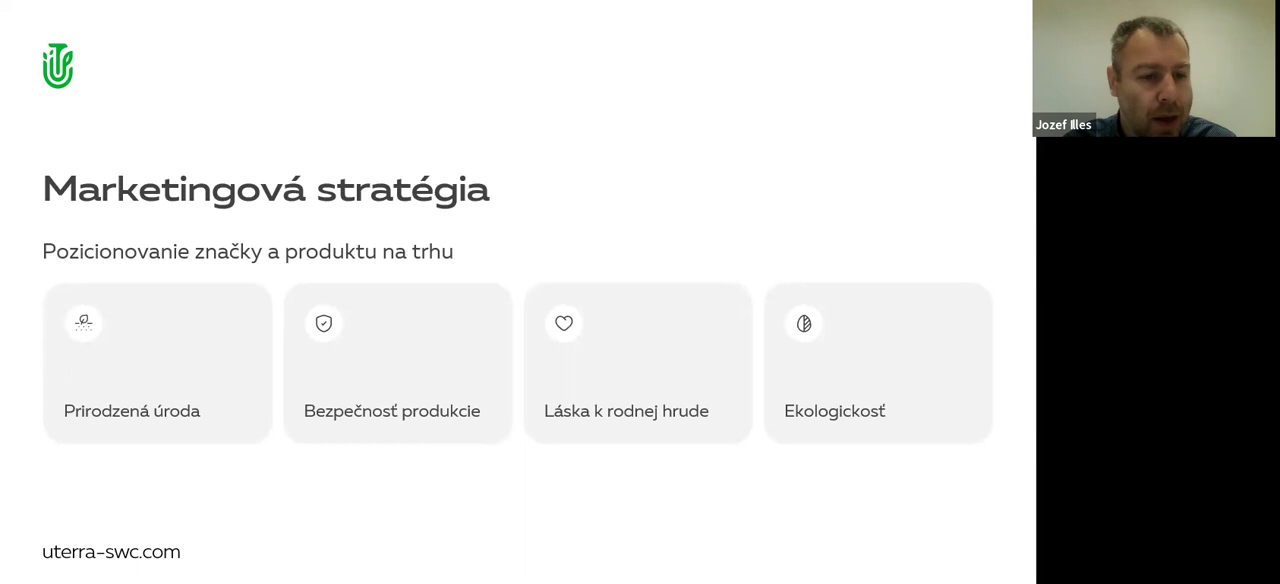 Jozef Illes
Marketingová stratégia
Pozicionovanie značky a produktu na trhu
Prirodzená úroda
Bezpečnosť produkcie
Láska k rodnej hrude
Ekologickosť
uterra-swc.com